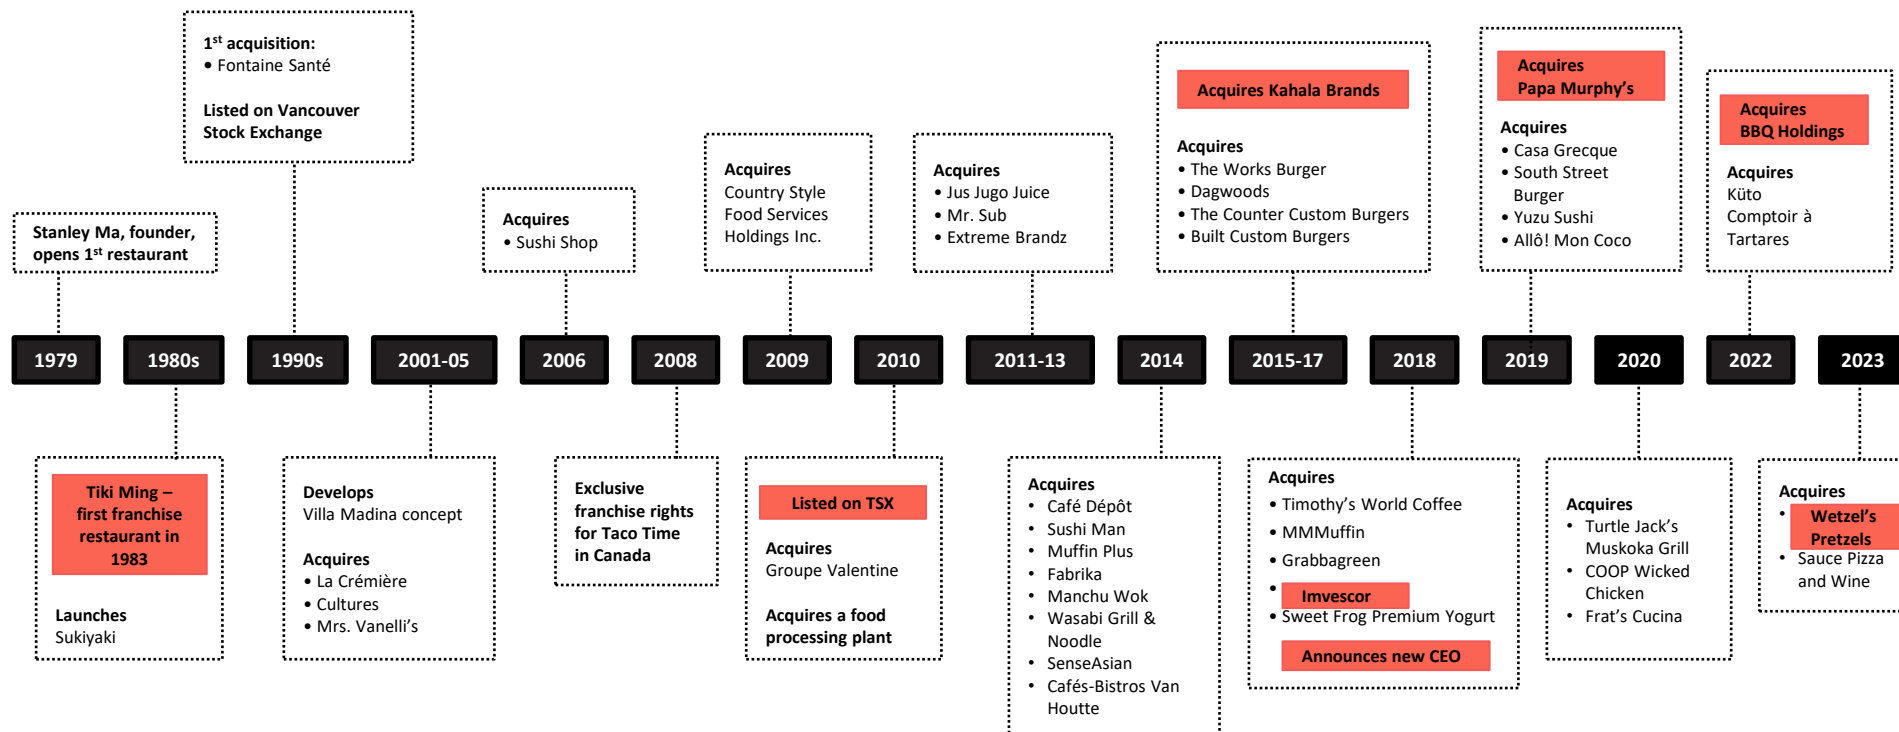 1st acquisition:
• Fontaine Santé
Listed on Vancouver
Stock Exchange
Stanley Ma, founder,
opens 1st restaurant
Acquires
• Sushi Shop
Acquires
Country Style
Food Services
Holdings Inc.
Acquires
• Jus Jugo Juice
• Mr. Sub
• Extreme Brandz
Acquires Kahala Brands
Acquires
• The Works Burger
• Dagwoods
• The Counter Custom Burgers
• Built Custom Burgers
Acquires
Papa Murphy's
Acquires
• Casa Grecque
• South Street
Burger
• Yuzu Sushi
• Allô! Mon Coco
Acquires
BBQ Holdings
Acquires
Küto
Comptoir à
Tartares
1979
1980s
1990s
2001-05
2006
2008
2009
2010
2011-13
2014
2015-17
2018
2019
2020
2022
2023
Tiki Ming –
first franchise
restaurant in
1983
Launches
Sukiyaki
Develops
Villa Madina concept
Acquires
• La Crémière
• Cultures
• Mrs. Vanelli's
Exclusive
franchise rights
for Taco Time
in Canada
Listed on TSX
Acquires
Groupe Valentine
Acquires a food
processing plant
Acquires
• Café Dépôt
• Sushi Man
• Muffin Plus
• Fabrika
• Manchu Wok
• Wasabi Grill &
Noodle
• SenseAsian
• Cafés-Bistros Van
Houtte
Acquires
• Timothy's World Coffee
• MMMuffin
• Grabbagreen
• Imvescor
• Sweet Frog Premium Yogurt
Announces new CEO
Acquires
• Turtle Jack's
Muskoka Grill
• COOP Wicked
Chicken
• Frat's Cucina
Acquires
• Wetzel's
Pretzels
• Sauce Pizza
and Wine